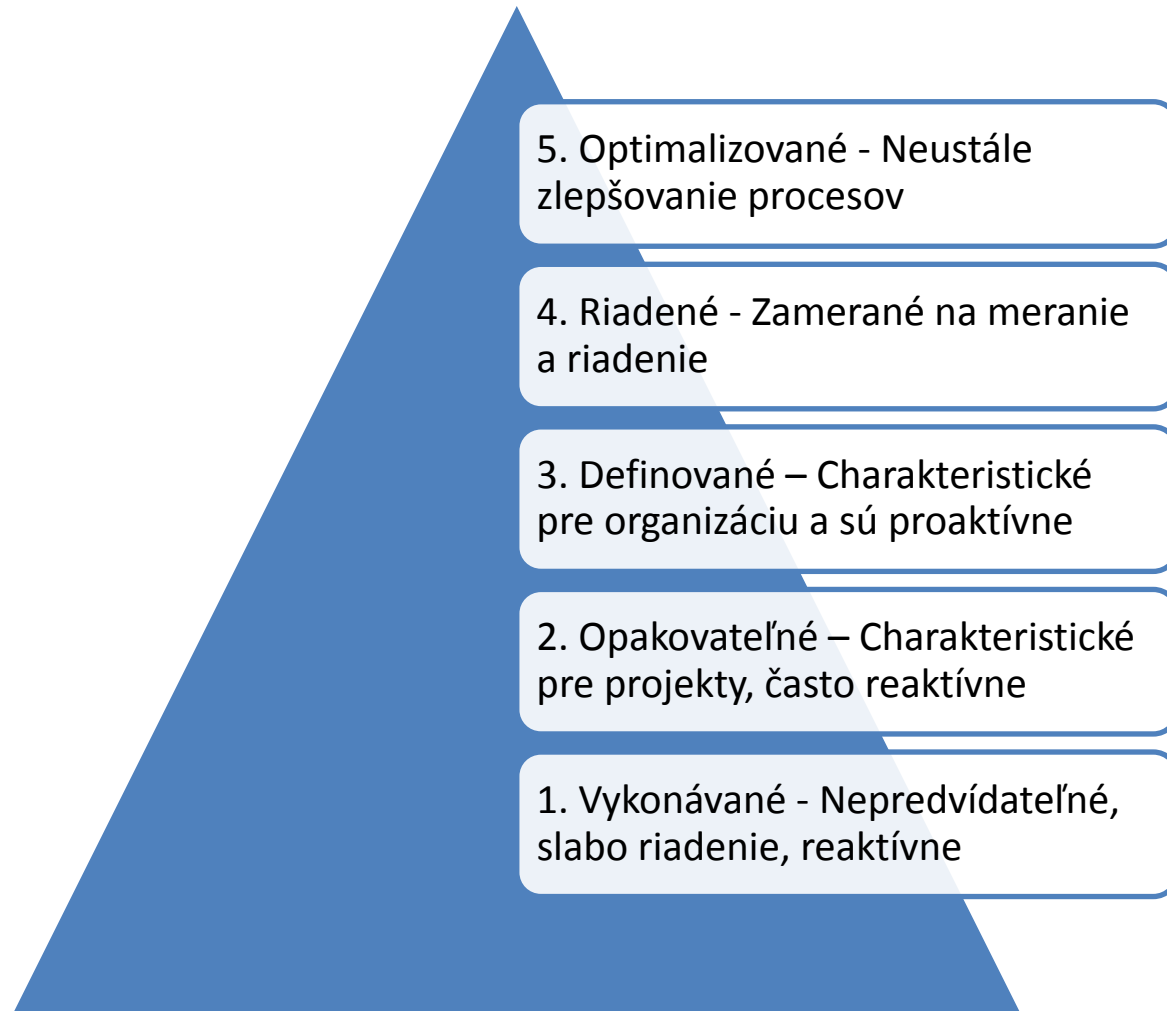 5. Optimalizované - Neustále
zlepšovanie procesov
4. Riadené - Zamerané na meranie
a riadenie
3. Definované – Charakteristické
pre organizáciu a sú proaktívne
2. Opakovateľné – Charakteristické
pre projekty, často reaktívne
1. Vykonávané - Nepredvídateľné,
slabo riadenie, reaktívne